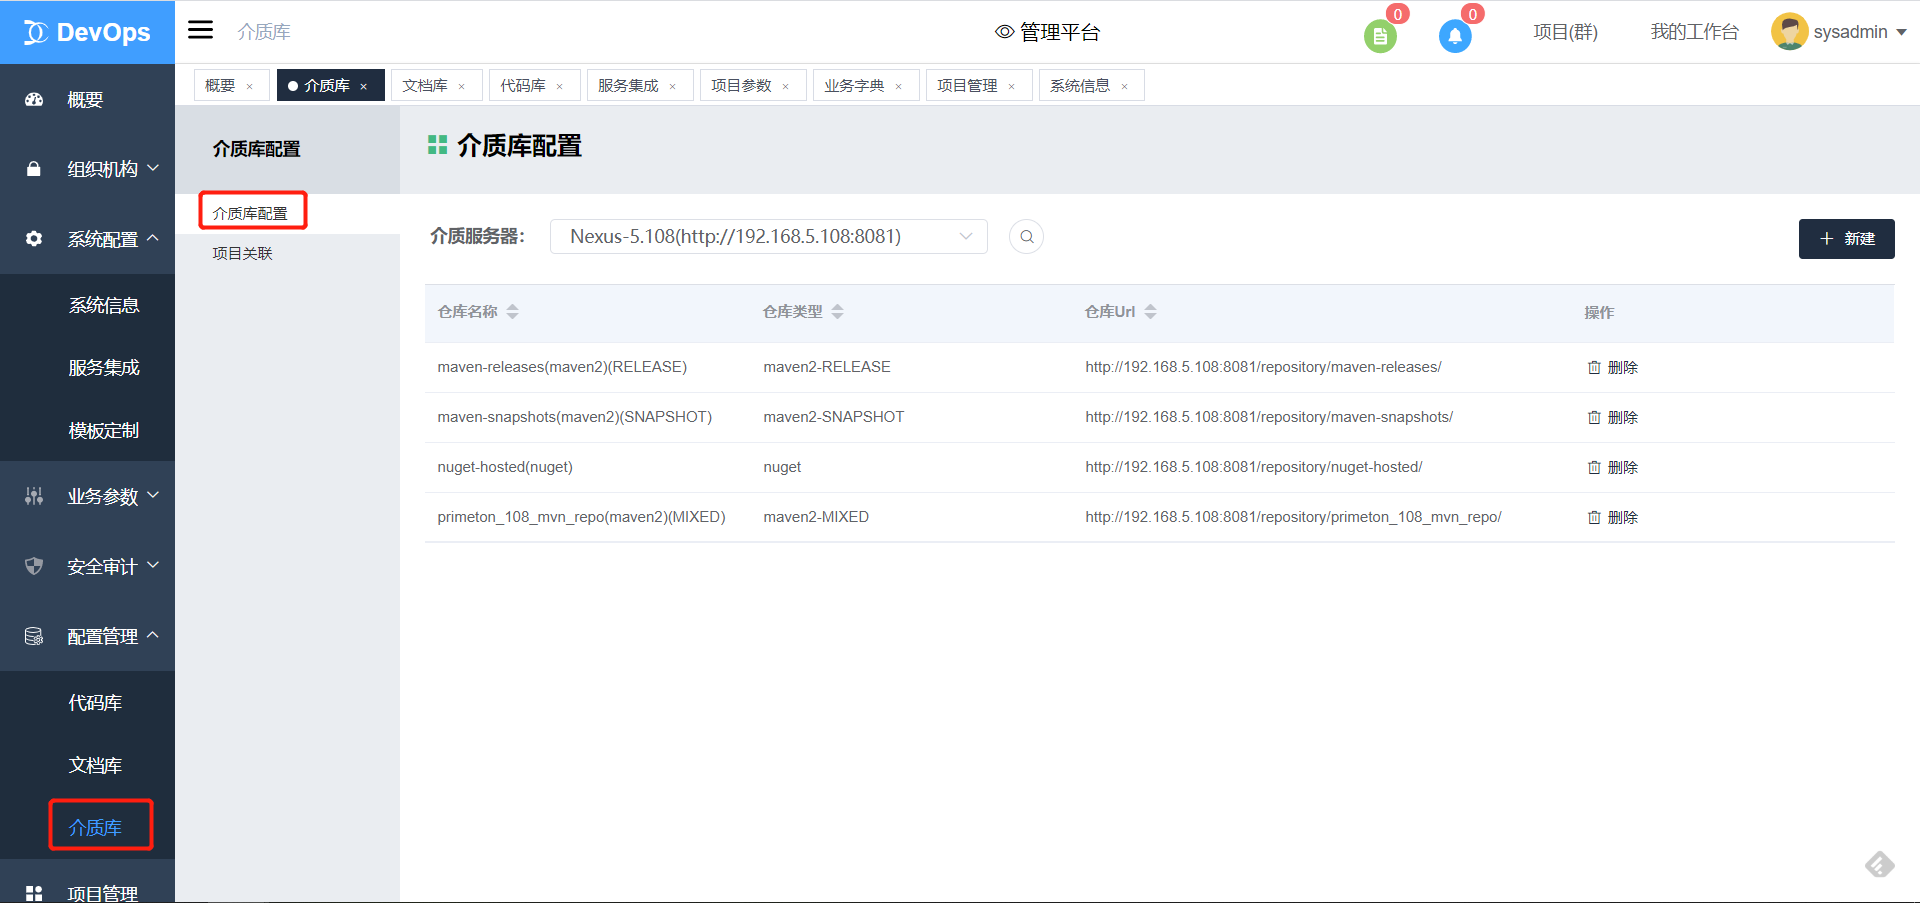 DevOps
介质库
管理平台
0
0
项目(群)
我的工作台
sysadmin
概要 ×
介质库 ×
文档库 ×
代码库 ×
服务集成 ×
项目参数 ×
业务字典 ×
项目管理 ×
系统信息 ×
概要
组织机构
系统配置
系统信息
服务集成
模板定制
业务参数
安全审计
配置管理
代码库
文档库
介质库
项目管理
介质库配置
介质库配置
项目关联
介质库配置
介质服务器: Nexus-5.108(http://192.168.5.108:8081)
+ 新建
仓库名称 仓库类型 仓库Url 操作
maven-releases(maven2)(RELEASE) maven2-RELEASE http://192.168.5.108:8081/repository/maven-releases/ 删除
maven-snapshots(maven2)(SNAPSHOT) maven2-SNAPSHOT http://192.168.5.108:8081/repository/maven-snapshots/ 删除
nuget-hosted(nuget) nuget http://192.168.5.108:8081/repository/nuget-hosted/ 删除
primeton_108_mvn_repo(maven2)(MIXED) maven2-MIXED http://192.168.5.108:8081/repository/primeton_108_mvn_repo/ 删除